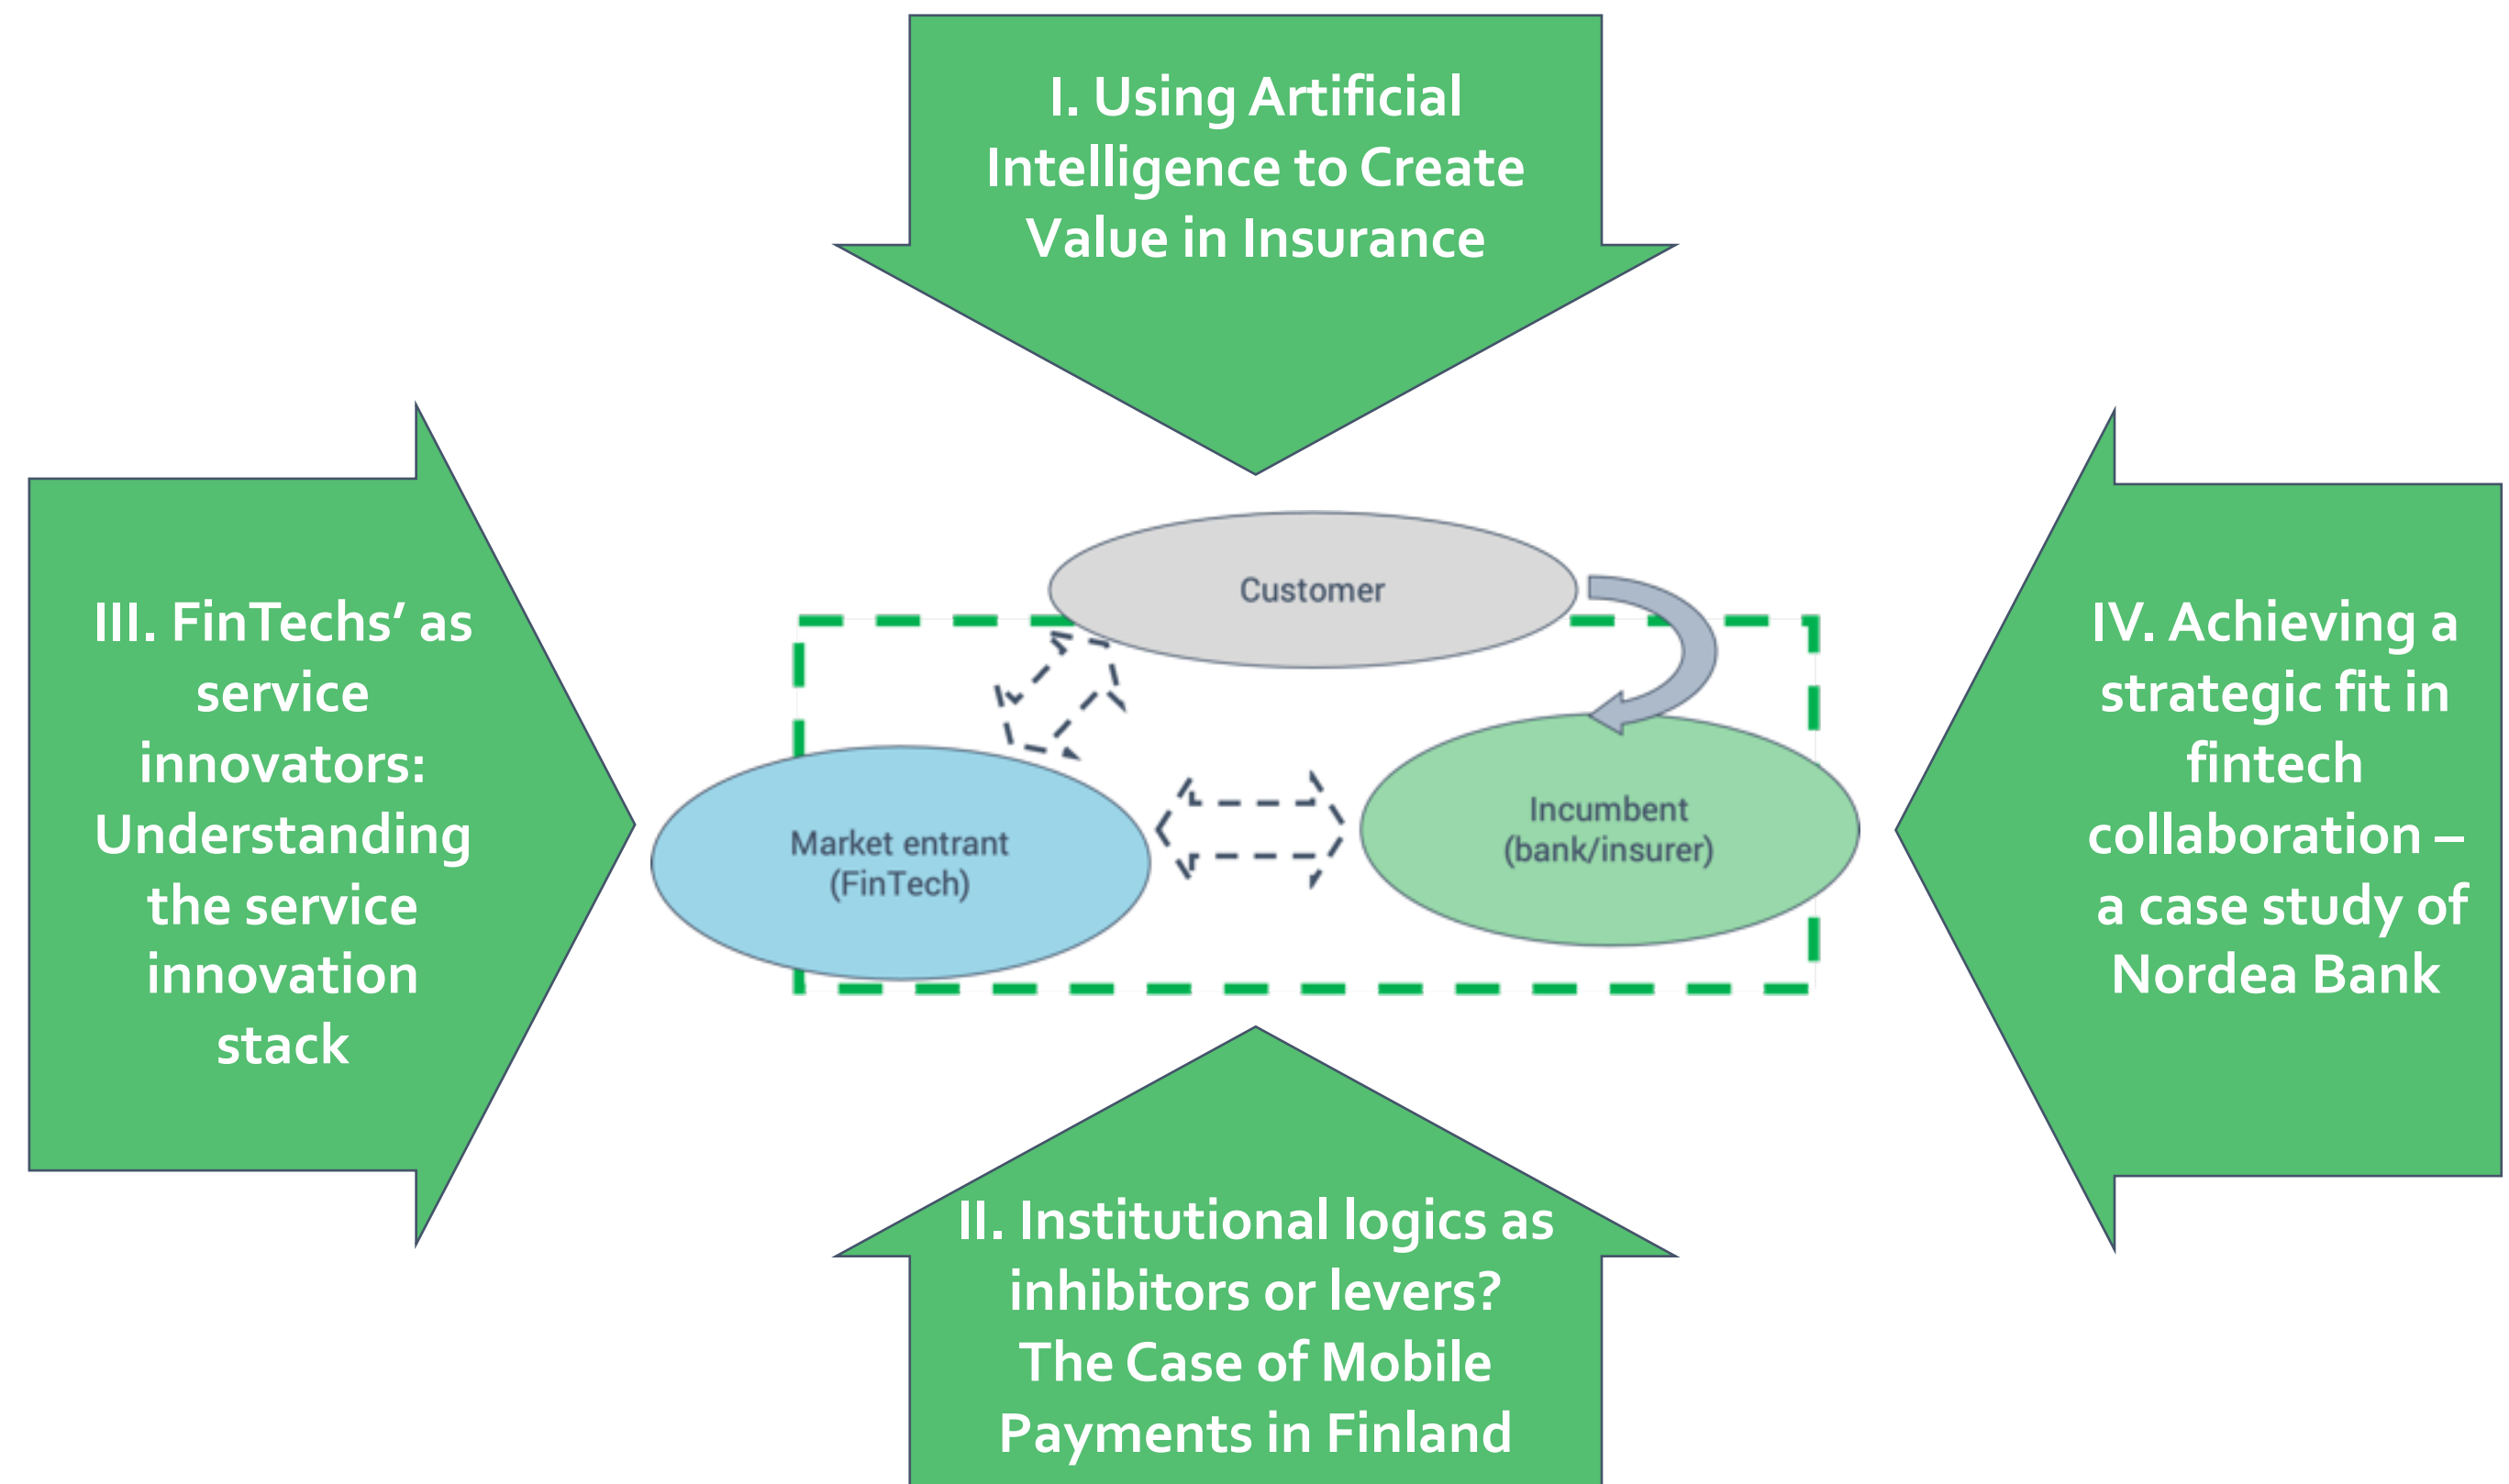 I. Using Artificial
Intelligence to Create
Value in Insurance
III. FinTechs’ as
service
innovators:
Understanding
the service
innovation
stack
Customer
Market entrant
(FinTech)
Incumbent
(bank/insurer)
IV. Achieving a
strategic fit in
fintech
collaboration –
a case study of
Nordea Bank
II. Institutional logics as
inhibitors or levers?
The Case of Mobile
Payments in Finland